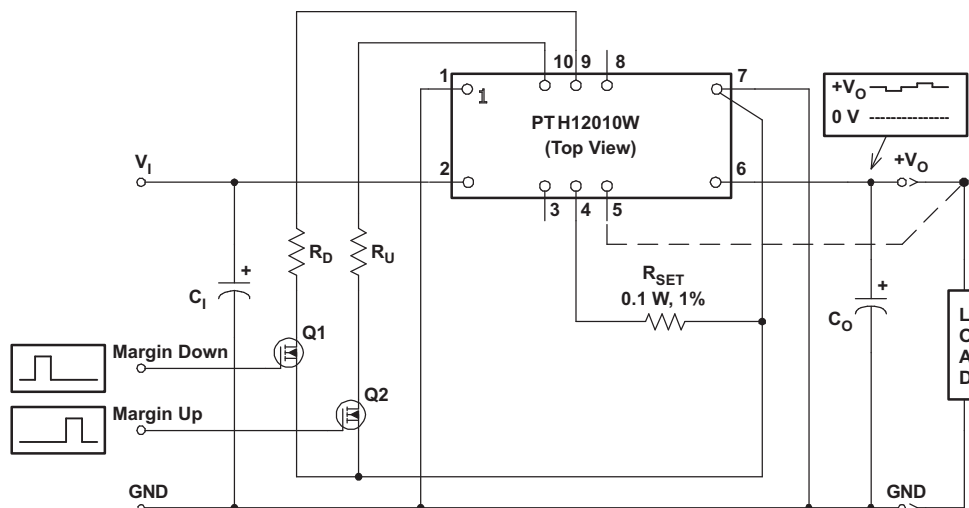 10 9 8
1
7
1
PTH12010W
(Top View)
+VO
0 V
VI
2
6
+VO
3 4 5
RD
RU
RSET
0.1 W, 1%
+
CI
+
CO
LOAD
Q1
Margin Down
Q2
Margin Up
GND
GND